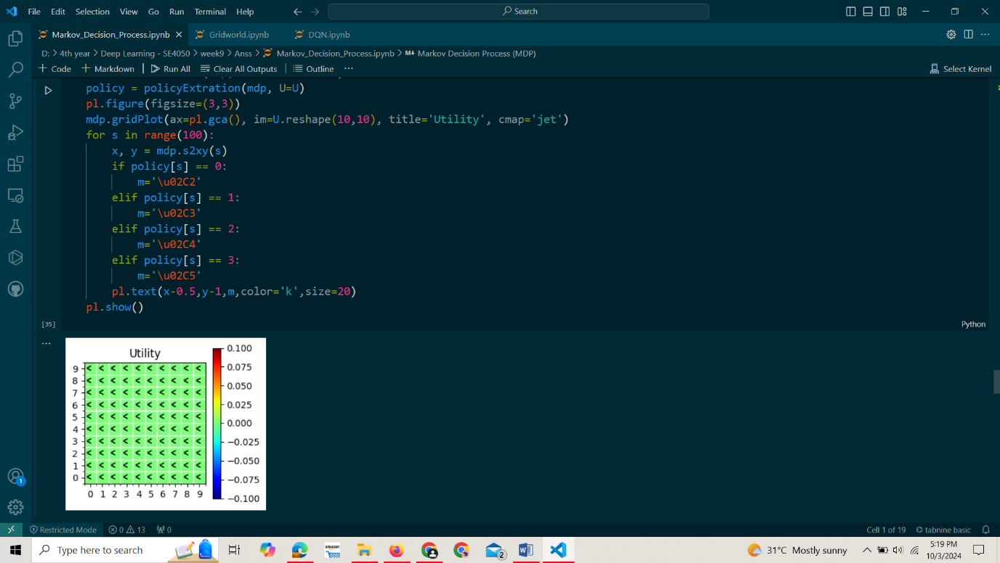 File Edit Selection View Go Run Terminal Help
Search
Markov_Decision_Process.ipynb Gridworld.ipynb DQN.ipynb
D: > 4th year > Deep Learning - SE4050 > week9 > Anss > Markov_Decision_Process.ipynb > M↓ Markov Decision Process (MDP)
+ Code + Markdown | Run All Clear All Outputs | Outline ... Select Kernel
policy = policyExtration(mdp, U=U)
pl.figure(figsize=(3,3))
mdp.gridPlot(ax=pl.gca(), im=U.reshape(10,10), title='Utility', cmap='jet')
for s in range(100):
x, y = mdp.s2xy(s)
if policy[s] == 0:
m='\u02C2'
elif policy[s] == 1:
m='\u02C3'
elif policy[s] == 2:
m='\u02C4'
elif policy[s] == 3:
m='\u02C5'
pl.text(x-0.5,y-1,m,color='k',size=20)
pl.show()
[35] Python
...
Utility
9 < < < < < < < < < <
8 < < < < < < < < < <
7 < < < < < < < < < <
6 < < < < < < < < < <
5 < < < < < < < < < <
4 < < < < < < < < < <
3 < < < < < < < < < <
2 < < < < < < < < < <
1 < < < < < < < < < <
0 < < < < < < < < < <
0 1 2 3 4 5 6 7 8 9
0.100
0.075
0.050
0.025
0.000
−0.025
−0.050
−0.075
−0.100
1
Restricted Mode 0 13 0 Cell 1 of 19 tabnine basic
Type here to search amazon 2 31°C Mostly sunny 5:19 PM
10/3/2024